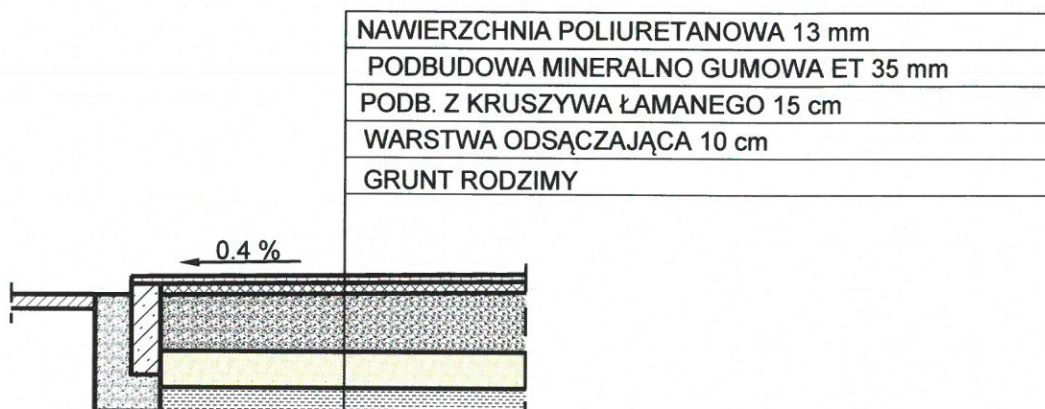 NAWIERZCHNIA POLIURETANOWA 13 mm
PODBUDOWA MINERALNO GUMOWA ET 35 mm
PODB. Z KRUSZYWA ŁAMANEGO 15 cm
WARSTWA ODSĄCZAJĄCA 10 cm
GRUNT RODZIMY
0.4 %